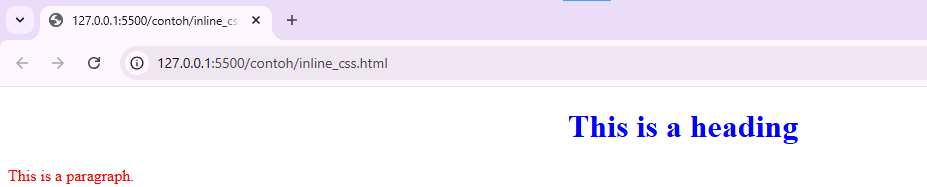 127.0.0.1:5500/contoh/inline_cs
127.0.0.1:5500/contoh/inline_css.html
This is a heading
This is a paragraph.